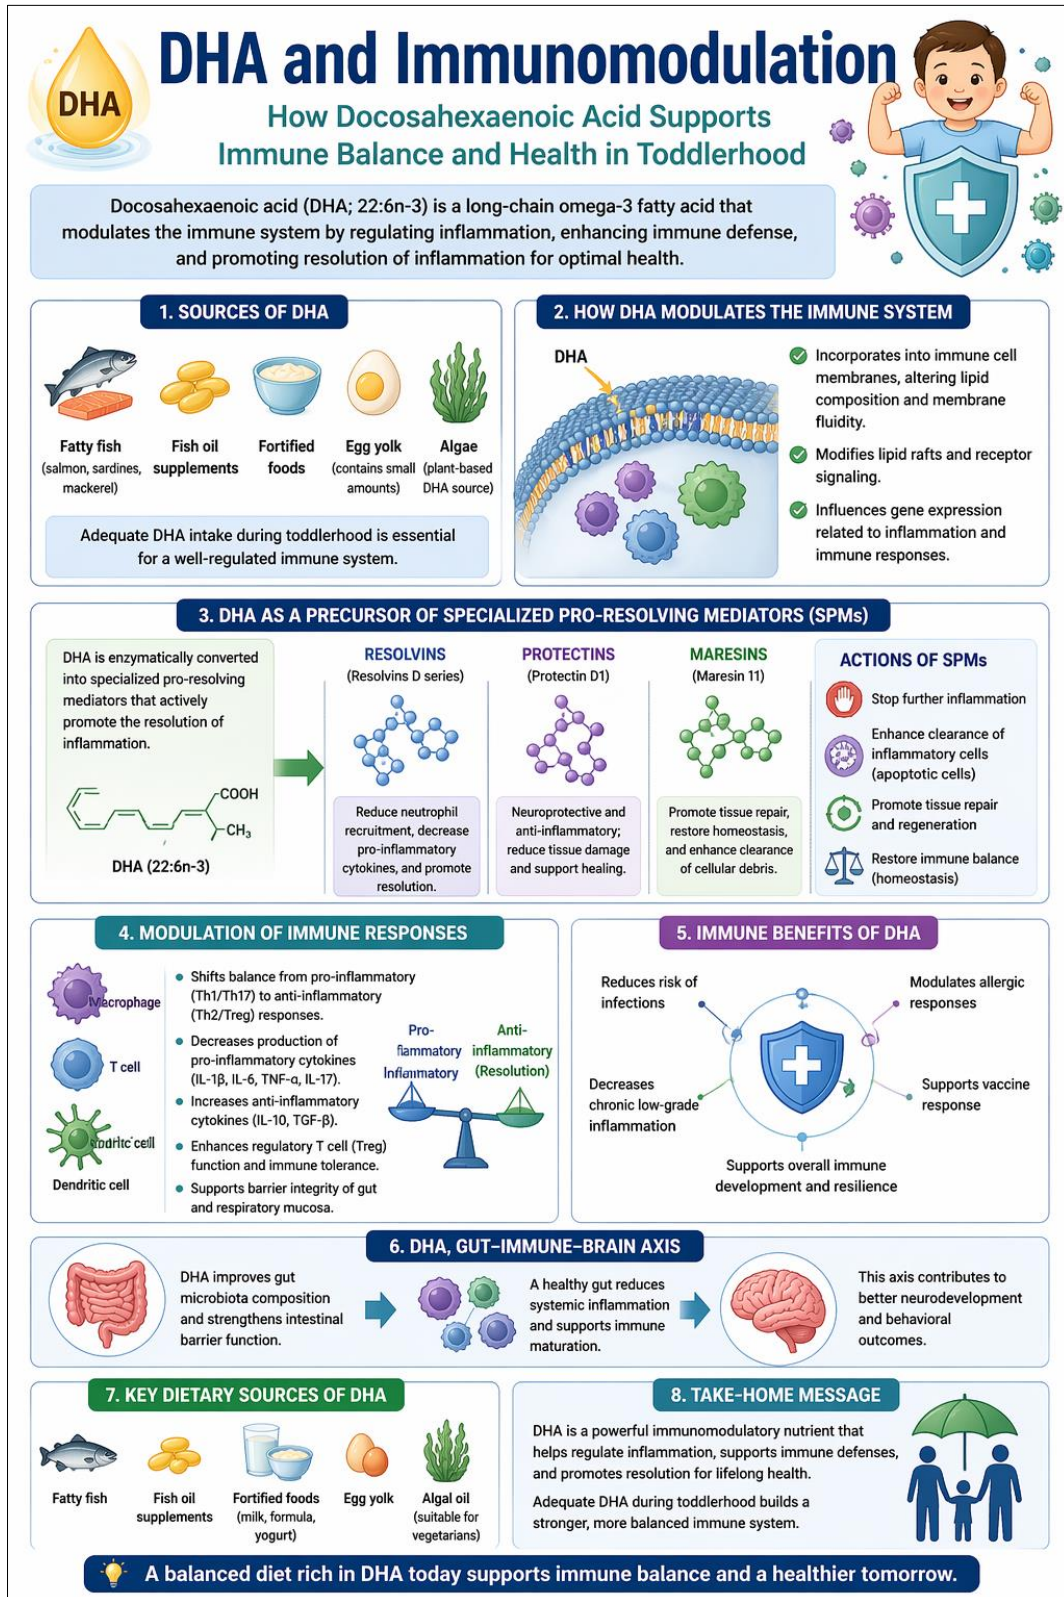 DHA
DHA and Immunomodulation
How Docosahexaenoic Acid Supports
Immune Balance and Health in Toddlerhood
Docosahexaenoic acid (DHA; 22:6n-3) is a long-chain omega-3 fatty acid that
modulates the immune system by regulating inflammation, enhancing immune defense,
and promoting resolution of inflammation for optimal health.
1. SOURCES OF DHA
Fatty fish
(salmon, sardines,
mackerel)
Fish oil
supplements
Fortified
foods
Egg yolk
(contains small
amounts)
Algae
(plant-based
DHA source)
Adequate DHA intake during toddlerhood is essential
for a well-regulated immune system.
2. HOW DHA MODULATES THE IMMUNE SYSTEM
DHA
Incorporates into immune cell
membranes, altering lipid
composition and membrane
fluidity.
Modifies lipid rafts and receptor
signaling.
Influences gene expression
related to inflammation and
immune responses.
3. DHA AS A PRECURSOR OF SPECIALIZED PRO-RESOLVING MEDIATORS (SPMs)
DHA is enzymatically converted
into specialized pro-resolving
mediators that actively
promote the resolution of
inflammation.
COOH
CH₃
DHA (22:6n-3)
RESOLVINS
(Resolvins D series)
Reduce neutrophil
recruitment, decrease
pro-inflammatory
cytokines, and promote
resolution.
PROTECTINS
(Protectin D1)
Neuroprotective and
anti-inflammatory;
reduce tissue damage
and support healing.
MARESINS
(Maresin 11)
Promote tissue repair,
restore homeostasis,
and enhance clearance
of cellular debris.
ACTIONS OF SPMs
Stop further inflammation
Enhance clearance of
inflammatory cells
(apoptotic cells)
Promote tissue repair
and regeneration
Restore immune balance
(homeostasis)
4. MODULATION OF IMMUNE RESPONSES
Macrophage
T cell
cell
Dendritic cell
Shifts balance from pro-inflammatory
(Th1/Th17) to anti-inflammatory
(Th2/Treg) responses.
Decreases production of
pro-inflammatory cytokines
(IL-1β, IL-6, TNF-α, IL-17).
Increases anti-inflammatory
cytokines (IL-10, TGF-β).
Enhances regulatory T cell (Treg)
function and immune tolerance.
Supports barrier integrity of gut
and respiratory mucosa.
Pro-
flammatory
Inflammatory
Anti-
inflammatory
(Resolution)
5. IMMUNE BENEFITS OF DHA
Reduces risk of
infections
Modulates allergic
responses
Decreases
chronic low-grade
inflammation
Supports vaccine
response
Supports overall immune
development and resilience
6. DHA, GUT–IMMUNE–BRAIN AXIS
DHA improves gut
microbiota composition
and strengthens intestinal
barrier function.
A healthy gut reduces
systemic inflammation
and supports immune
maturation.
This axis contributes to
better neurodevelopment
and behavioral
outcomes.
7. KEY DIETARY SOURCES OF DHA
Fatty fish
Fish oil
supplements
Fortified foods
(milk, formula,
yogurt)
Egg yolk
Algal oil
(suitable for
vegetarians)
8. TAKE-HOME MESSAGE
DHA is a powerful immunomodulatory nutrient that
helps regulate inflammation, supports immune defenses,
and promotes resolution for lifelong health.
Adequate DHA during toddlerhood builds a
stronger, more balanced immune system.
A balanced diet rich in DHA today supports immune balance and a healthier tomorrow.